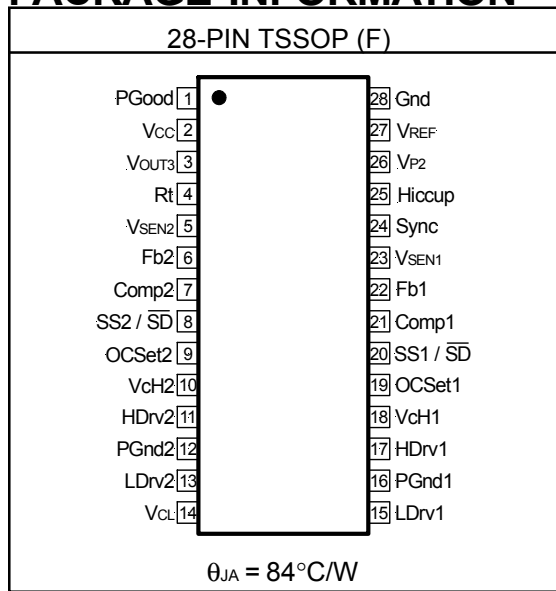 PACKAGE INFORMATION
28-PIN TSSOP (F)
PGood 1
VCC 2
VOUT3 3
Rt 4
VSEN2 5
Fb2 6
Comp2 7
SS2 / SD̅ 8
OCSet2 9
VcH2 10
HDrv2 11
PGnd2 12
LDrv2 13
VCL 14
28 Gnd
27 VREF
26 VP2
25 Hiccup
24 Sync
23 VSEN1
22 Fb1
21 Comp1
20 SS1 / SD̅
19 OCSet1
18 VcH1
17 HDrv1
16 PGnd1
15 LDrv1
θJA = 84°C/W